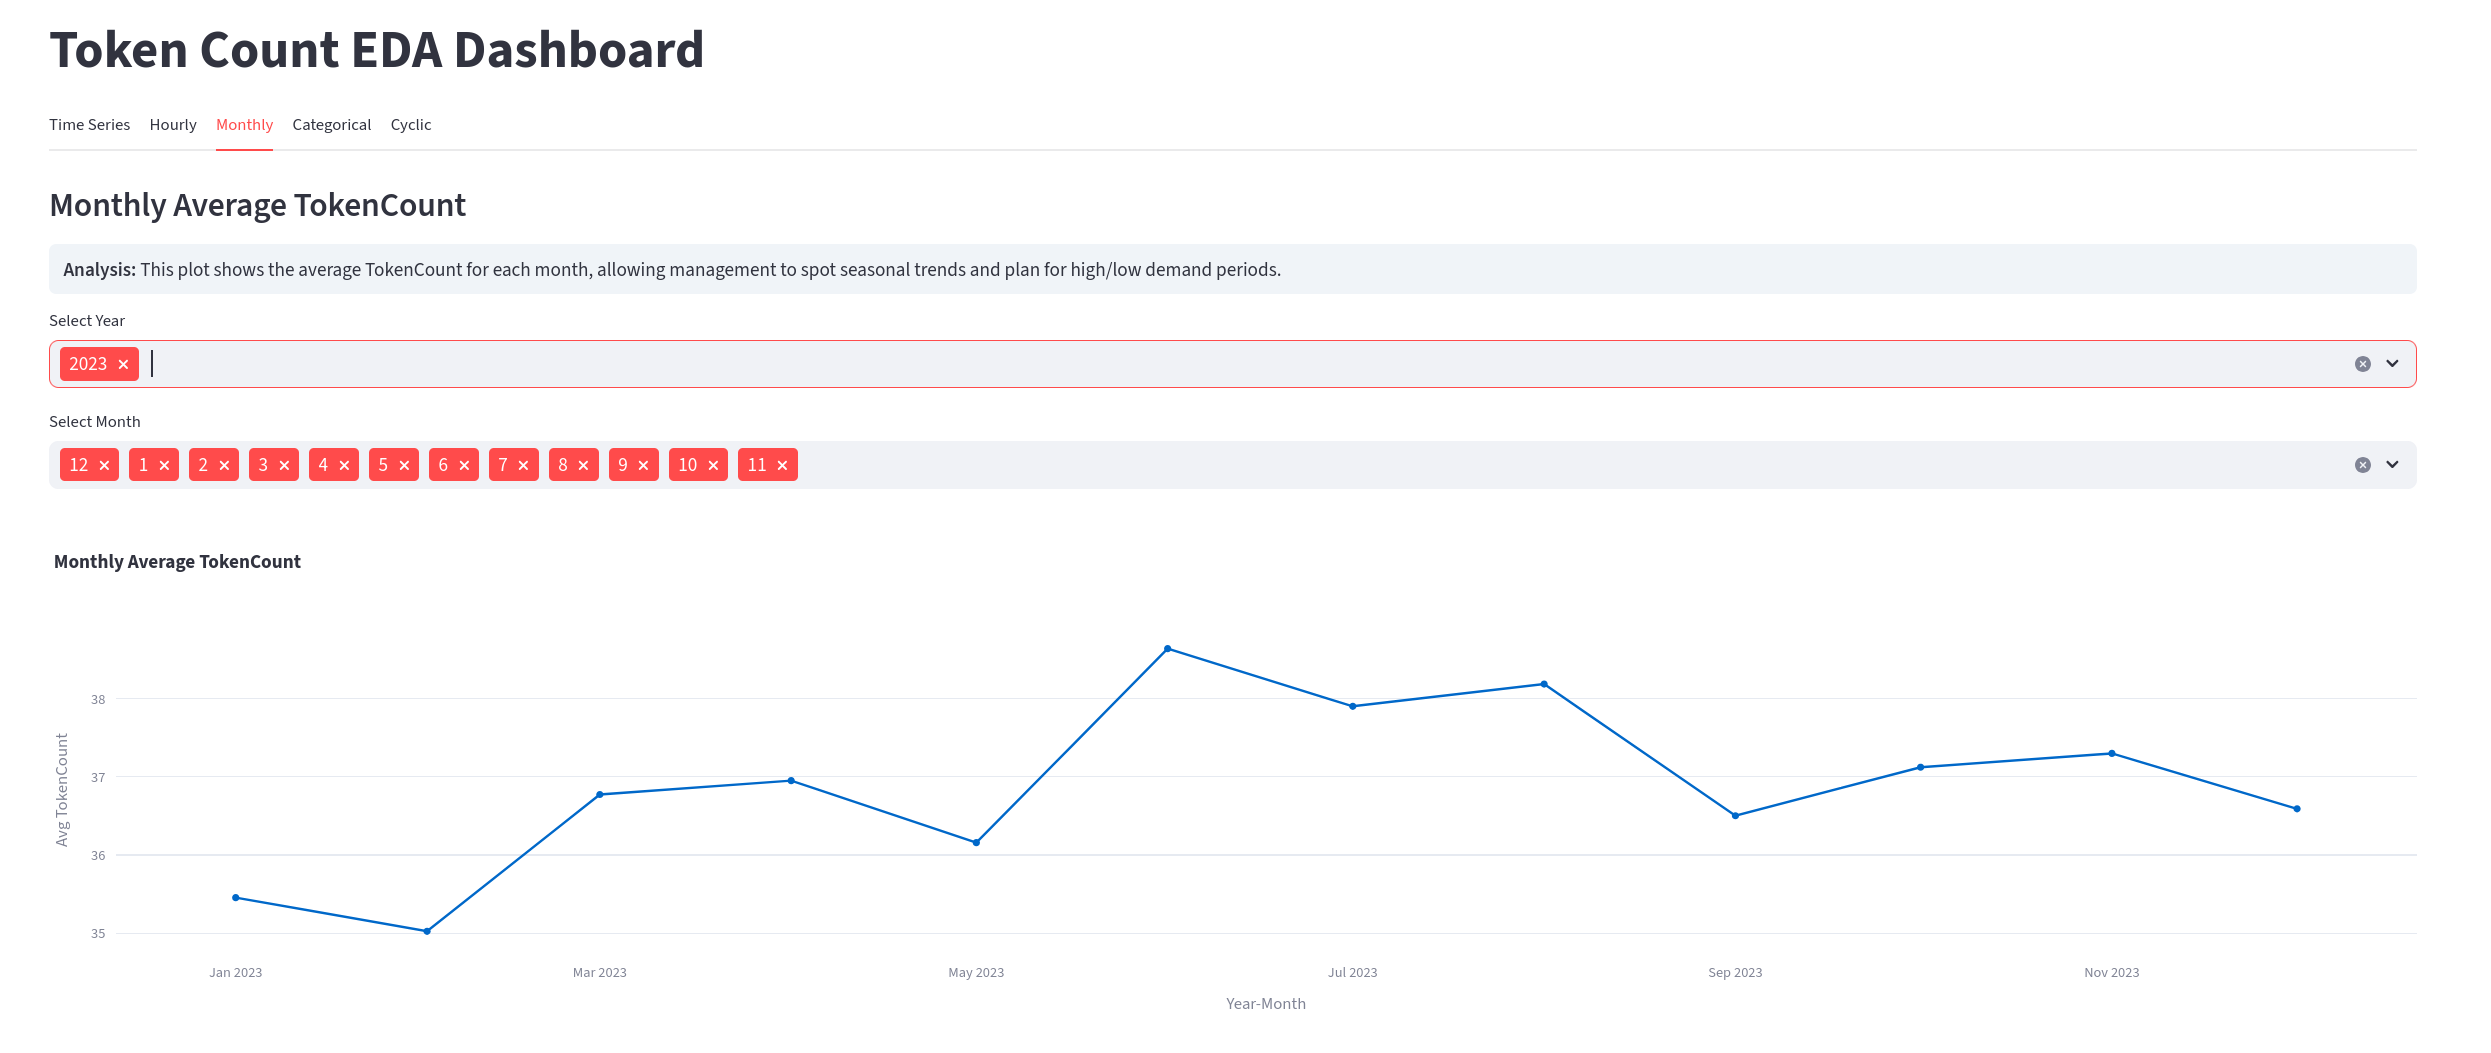 Token Count EDA Dashboard
Time Series Hourly Monthly Categorical Cyclic
Monthly Average TokenCount
Analysis: This plot shows the average TokenCount for each month, allowing management to spot seasonal trends and plan for high/low demand periods.
Select Year
2023
Select Month
12 1 2 3 4 5 6 7 8 9 10 11
Monthly Average TokenCount
Avg TokenCount
38
37
36
35
Jan 2023 Mar 2023 May 2023 Jul 2023 Sep 2023 Nov 2023
Year-Month